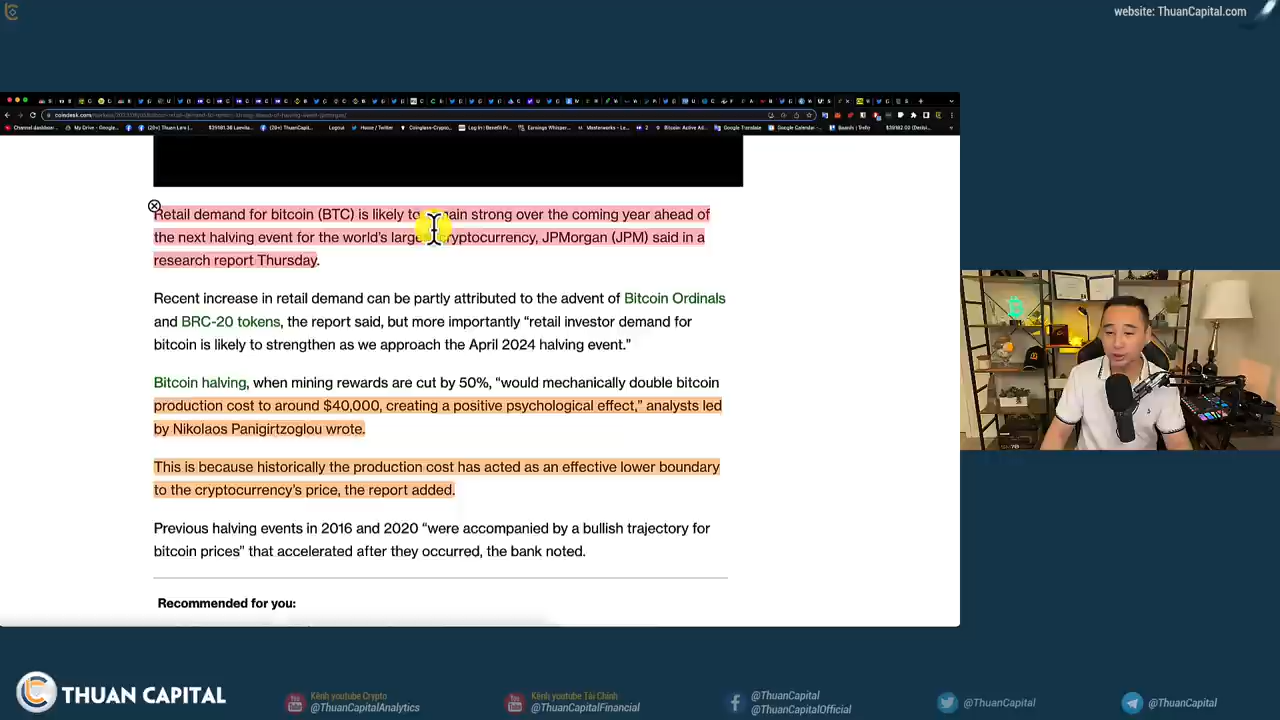 website: ThuanCapital.com
Retail demand for bitcoin (BTC) is likely to remain strong over the coming year ahead of
the next halving event for the world's largest cryptocurrency, JPMorgan (JPM) said in a
research report Thursday.
Recent increase in retail demand can be partly attributed to the advent of Bitcoin Ordinals
and BRC-20 tokens, the report said, but more importantly “retail investor demand for
bitcoin is likely to strengthen as we approach the April 2024 halving event.”
Bitcoin halving, when mining rewards are cut by 50%, “would mechanically double bitcoin
production cost to around $40,000, creating a positive psychological effect,” analysts led
by Nikolaos Panigirtzoglou wrote.
This is because historically the production cost has acted as an effective lower boundary
to the cryptocurrency's price, the report added.
Previous halving events in 2016 and 2020 “were accompanied by a bullish trajectory for
bitcoin prices” that accelerated after they occurred, the bank noted.
Recommended for you:
THUAN CAPITAL
Kênh youtube Crypto
@ThuanCapitalAnalytics
Kênh youtube Tài Chính
@ThuanCapitalFinancial
@ThuanCapital
@ThuanCapitalOfficial
@ThuanCapital
@ThuanCapital